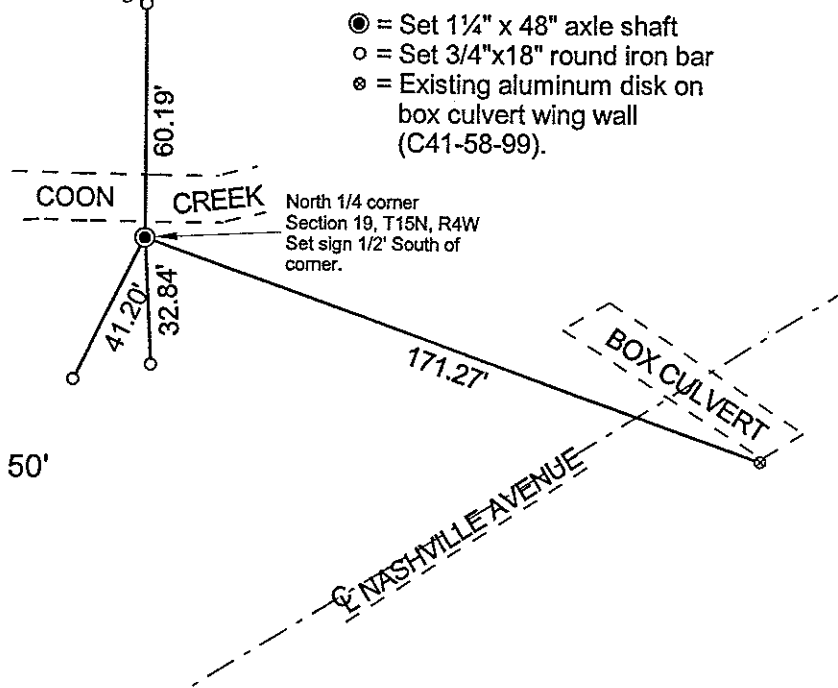 = Set 1¼" x 48" axle shaft
= Set 3/4"x18" round iron bar
= Existing aluminum disk on
box culvert wing wall
(C41-58-99).
60.19'
COON CREEK
North 1/4 corner
Section 19, T15N, R4W
Set sign 1/2' South of
corner.
41.20'
32.84'
171.27'
BOX CULVERT
50'
℄ NASHVILLE AVENUE